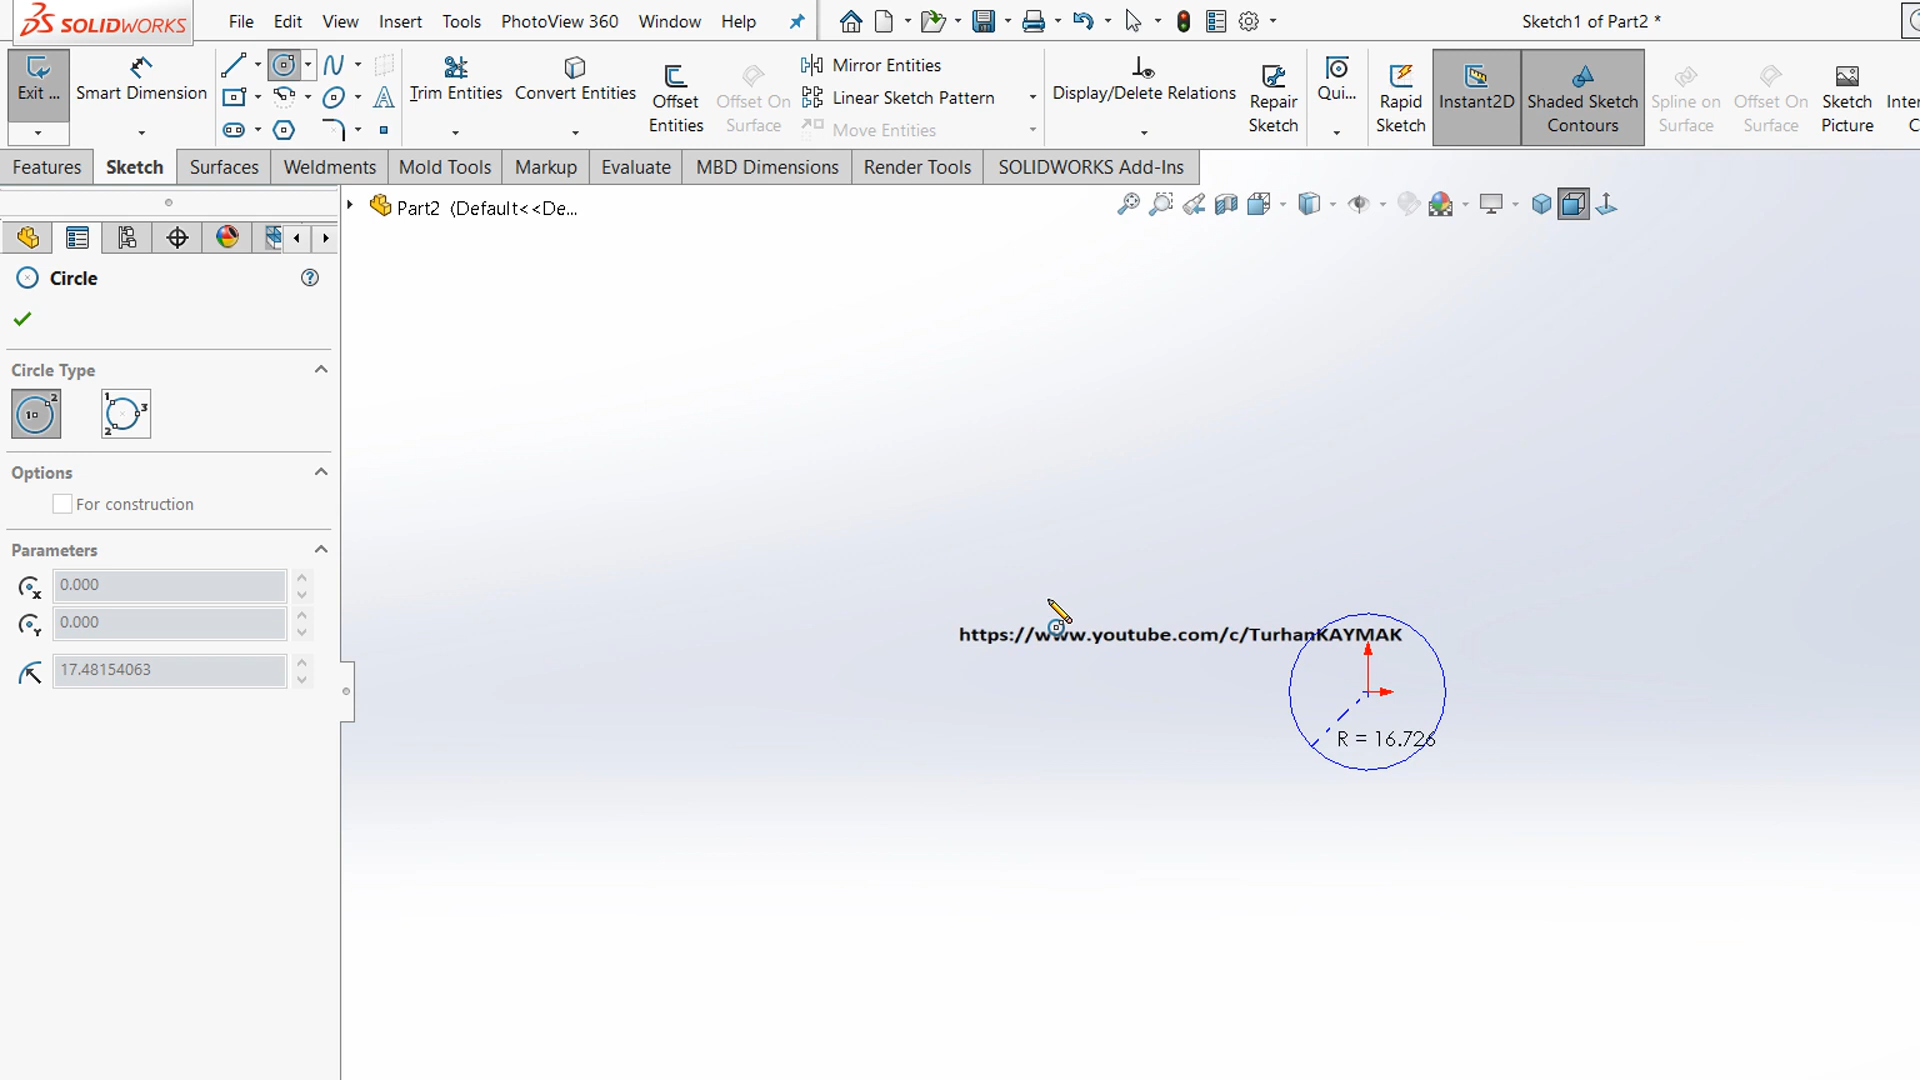 SOLIDWORKS
File Edit View Insert Tools PhotoView 360 Window Help
Sketch1 of Part2 *
Exit ...
Smart Dimension
Trim Entities
Convert Entities
Offset Entities
Offset On Surface
Mirror Entities
Linear Sketch Pattern
Move Entities
Display/Delete Relations
Repair Sketch
Qui...
Rapid Sketch
Instant2D
Shaded Sketch Contours
Spline on Surface
Offset On Surface
Sketch Picture
Features Sketch Surfaces Weldments Mold Tools Markup Evaluate MBD Dimensions Render Tools SOLIDWORKS Add-Ins
Part2 (Default<<De...
Circle
Circle Type
Options
For construction
Parameters
0.000
0.000
17.48154063
https://www.youtube.com/c/TurhanKAYMAK
R = 16.726